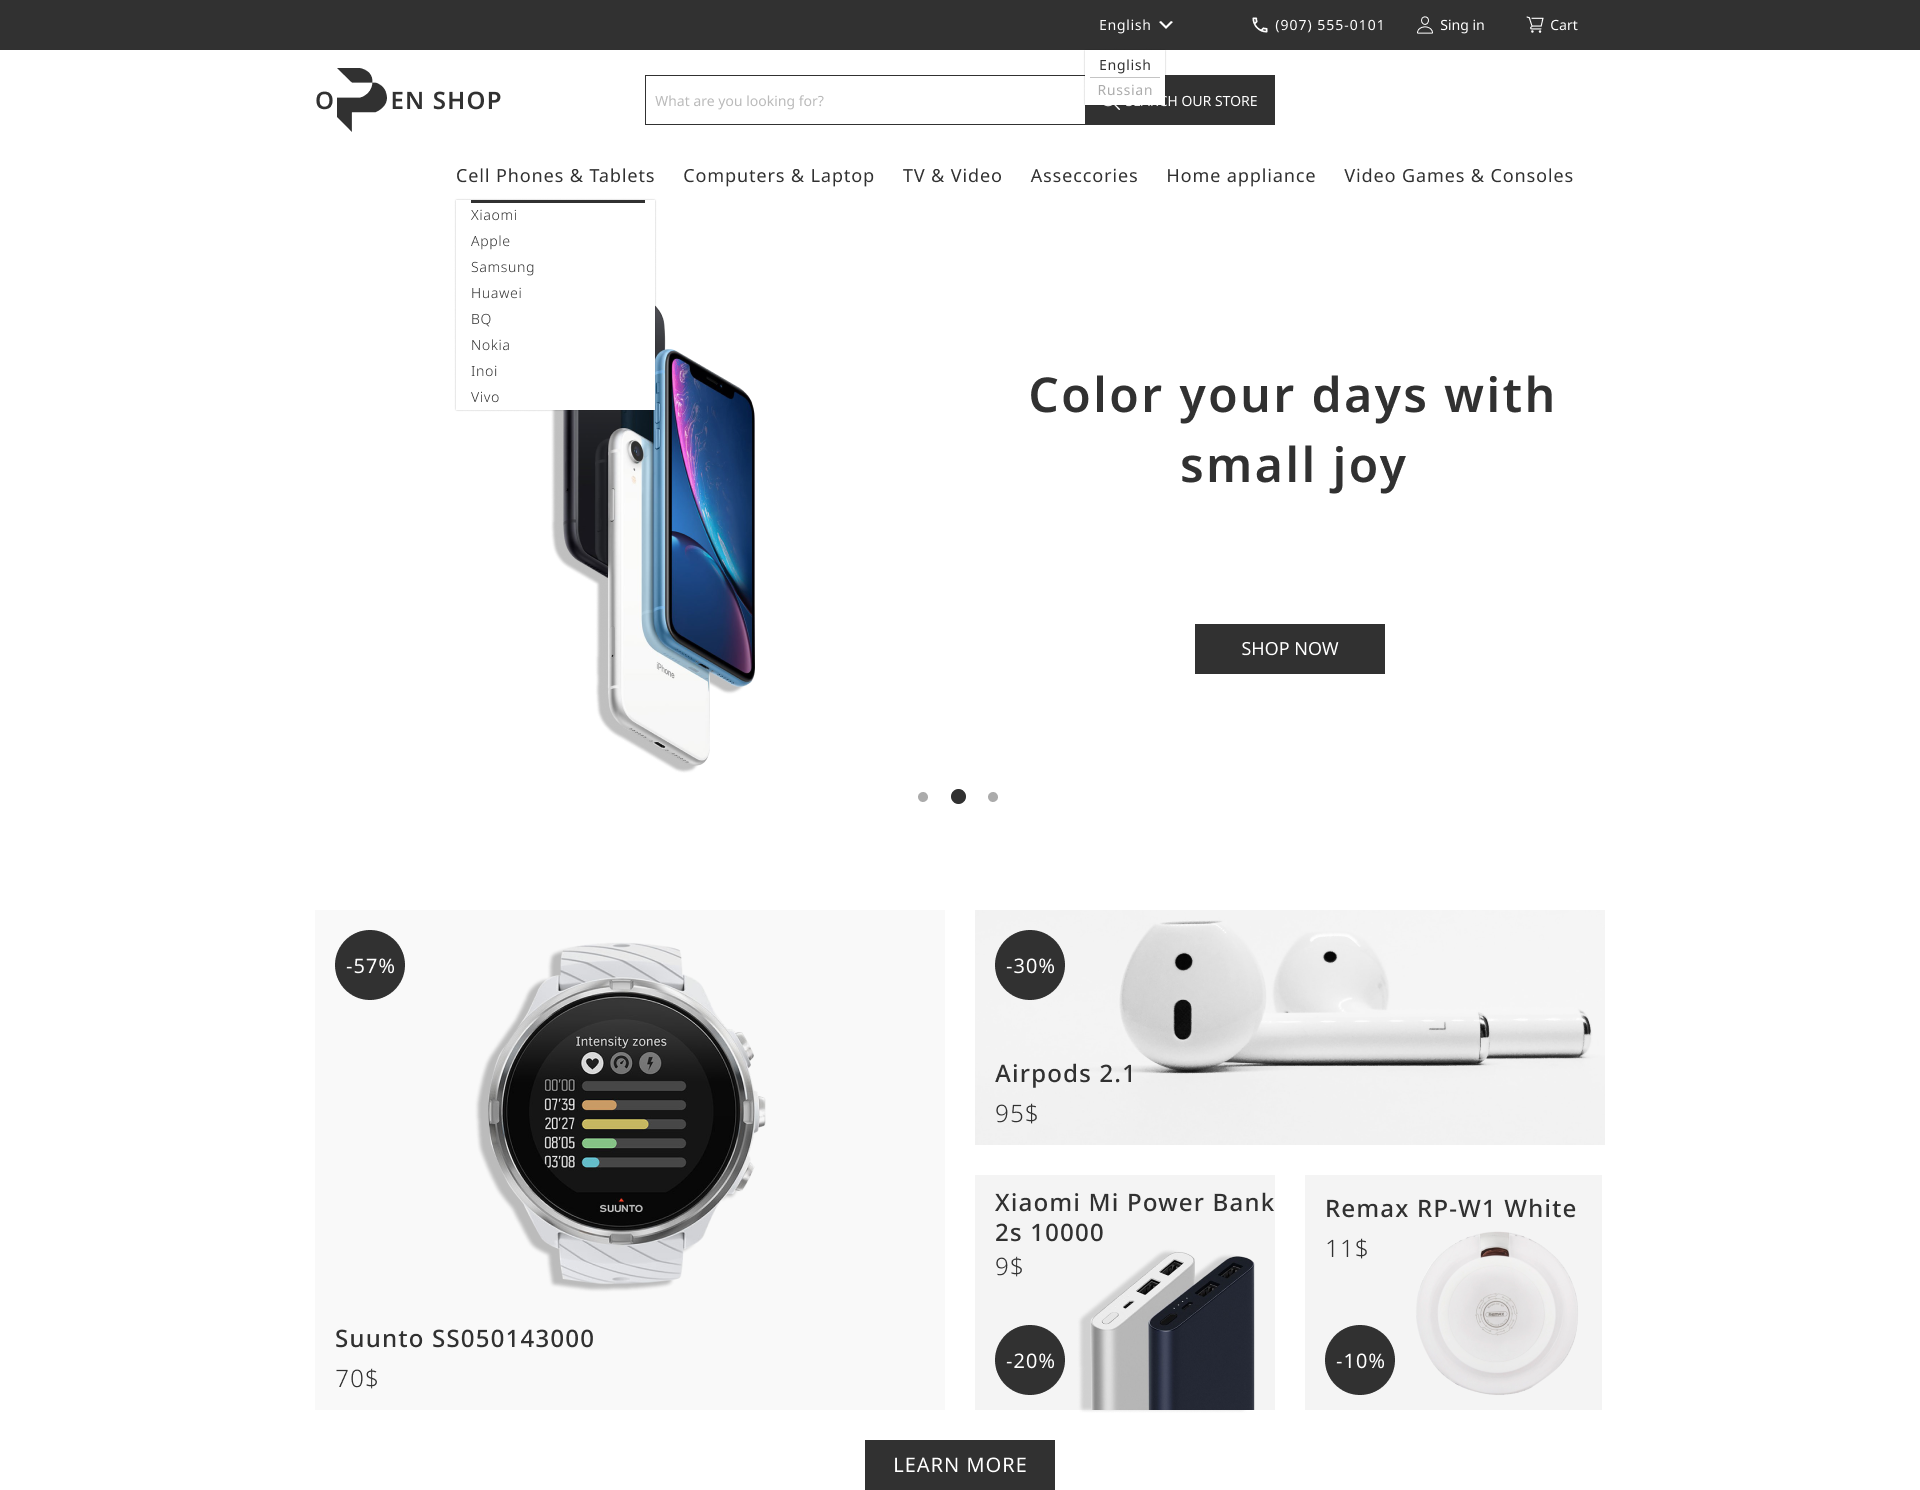 English
(907) 555-0101
Sing in
Cart
English
Russian
O EN SHOP
What are you looking for?
SEARCH OUR STORE
Cell Phones & Tablets
Computers & Laptop
TV & Video
Asseccories
Home appliance
Video Games & Consoles
Xiaomi
Apple
Samsung
Huawei
BQ
Nokia
Inoi
Vivo
Color your days with
small joy
iPhone
SHOP NOW
-57%
Intensity zones
00'00
07'39
20'27
08'05
03'08
SUUNTO
Suunto SS050143000
70$
-30%
Airpods 2.1
95$
Xiaomi Mi Power Bank
2s 10000
9$
-20%
Remax RP-W1 White
11$
-10%
LEARN MORE